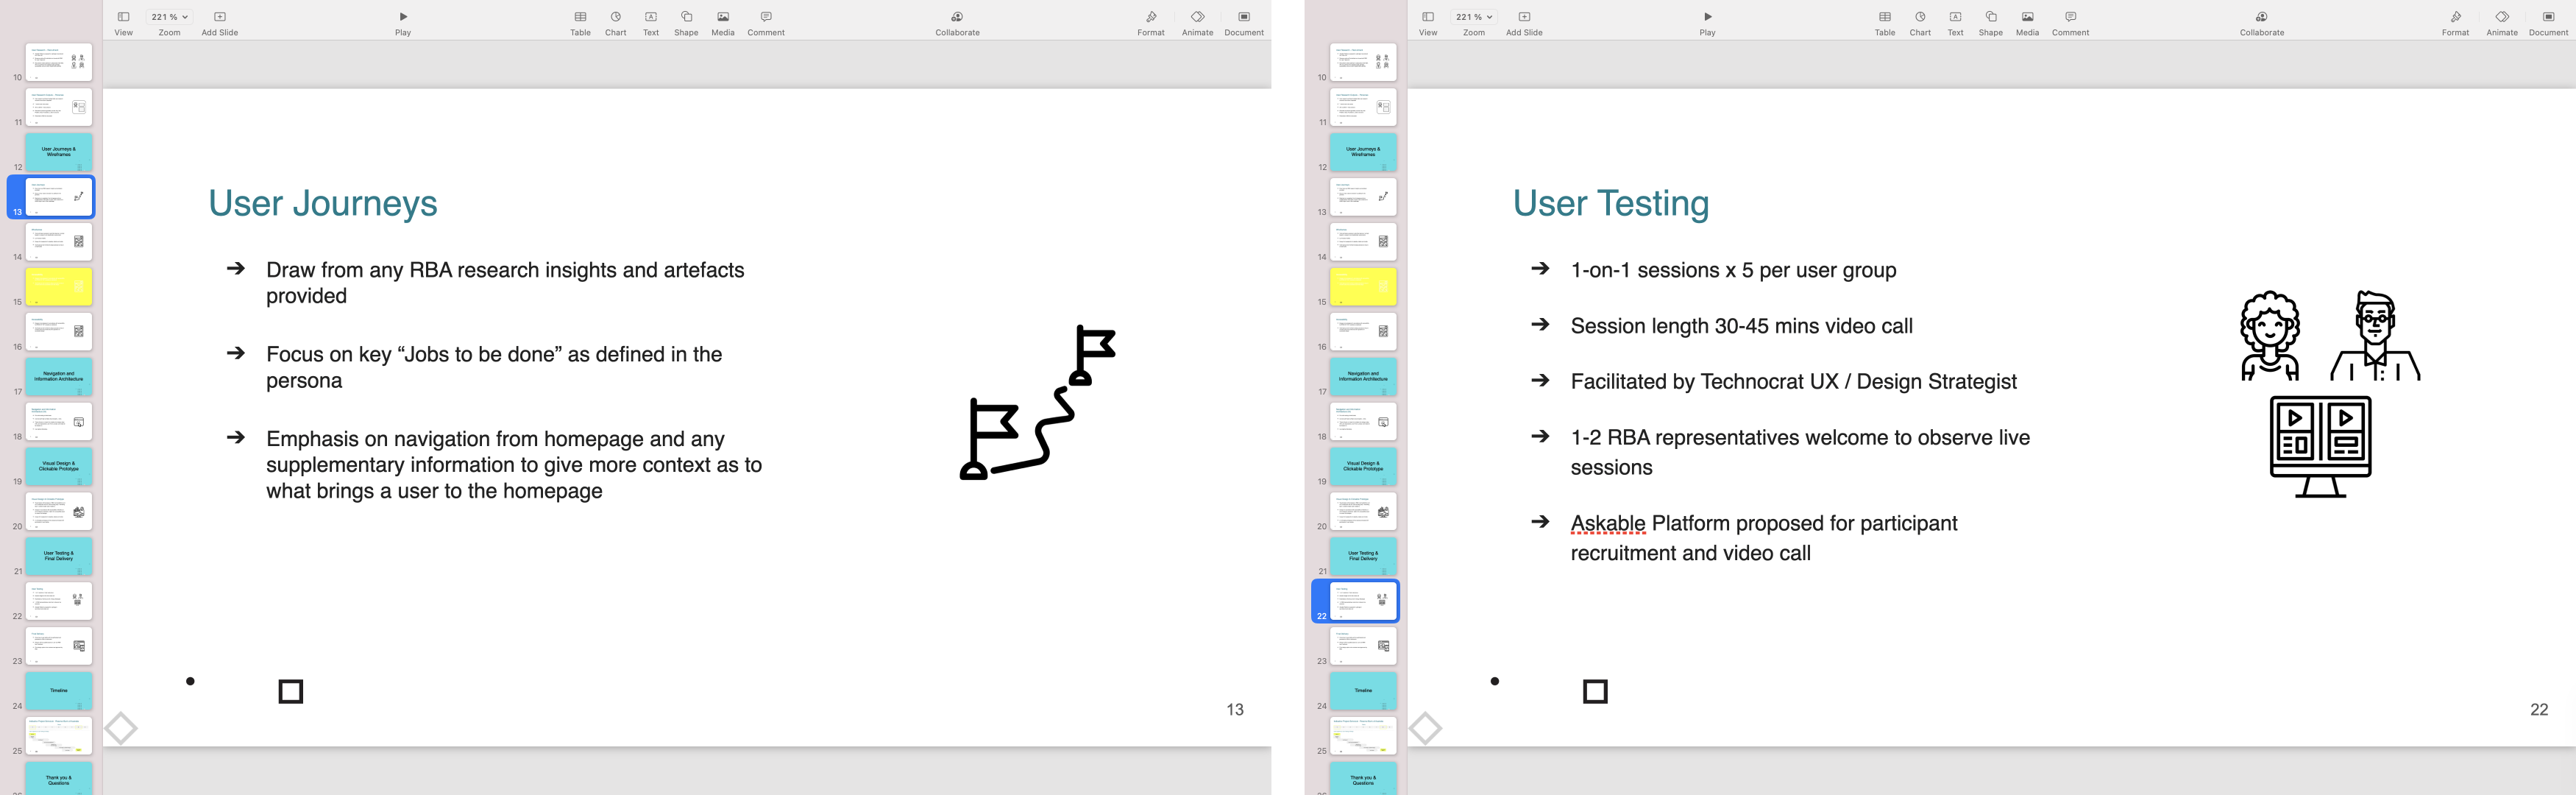 View
221 %
Zoom
Add Slide
Play
Table
Chart
Text
Shape
Media
Comment
Collaborate
Format
Animate
Document
10
11
User Journeys &
Wireframes
12
13
14
15
16
Navigation and
Information Architecture
17
18
Visual Design &
Clickable Prototype
19
20
User Testing &
Final Delivery
21
22
23
Timeline
24
25
Thank you &
Questions
User Journeys
➔ Draw from any RBA research insights and artefacts
provided
➔ Focus on key “Jobs to be done” as defined in the
persona
➔ Emphasis on navigation from homepage and any
supplementary information to give more context as to
what brings a user to the homepage
13
View
221 %
Zoom
Add Slide
Play
Table
Chart
Text
Shape
Media
Comment
Collaborate
Format
Animate
Document
10
11
User Journeys &
Wireframes
12
13
14
15
16
Navigation and
Information Architecture
17
18
Visual Design &
Clickable Prototype
19
20
User Testing &
Final Delivery
21
22
23
Timeline
24
25
Thank you &
Questions
User Testing
➔ 1-on-1 sessions x 5 per user group
➔ Session length 30-45 mins video call
➔ Facilitated by Technocrat UX / Design Strategist
➔ 1-2 RBA representatives welcome to observe live
sessions
➔ Askable Platform proposed for participant
recruitment and video call
22